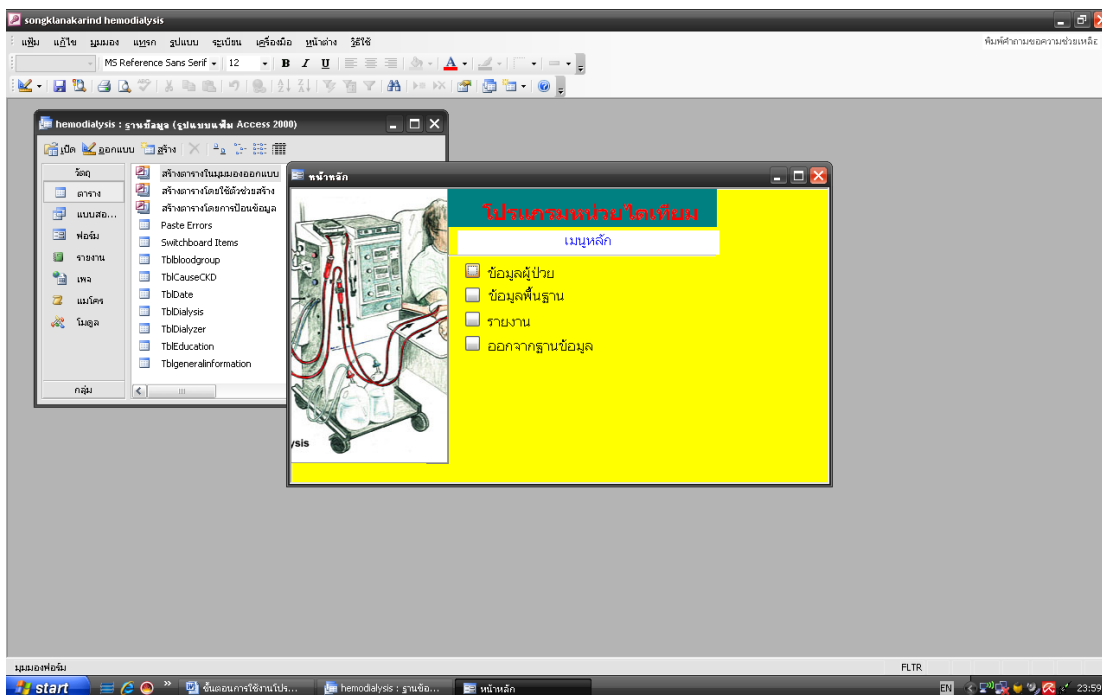 songklanakarind hemodialysis
แฟ้ม แก้ไข มุมมอง แทรก รูปแบบ ระเบียน เครื่องมือ หน้าต่าง วิธีใช้
พิมพ์คำถามขอความช่วยเหลือ
MS Reference Sans Serif 12 B I U A
hemodialysis : ฐานข้อมูล (รูปแบบแฟ้ม Access 2000)
เปิด ออกแบบ สร้าง
วัตถุ
ตาราง
แบบสอ...
ฟอร์ม
รายงาน
เพจ
แมโคร
โมดูล
กลุ่ม
สร้างตารางในมุมมองออกแบบ
สร้างตารางโดยใช้ตัวช่วยสร้าง
สร้างตารางโดยการป้อนข้อมูล
Paste Errors
Switchboard Items
Tblbloodgroup
TblCauseCKD
TblDate
TblDialysis
TblDialyzer
TblEducation
Tblgeneralinformation
หน้าหลัก
โปรแกรมหน่วยไตเทียม
เมนูหลัก
ข้อมูลผู้ป่วย
ข้อมูลพื้นฐาน
รายงาน
ออกจากฐานข้อมูล
ysis
มุมมองฟอร์ม
FLTR
start
ขั้นตอนการใช้งานโปร...
hemodialysis : ฐานข้อ...
หน้าหลัก
EN
23:59